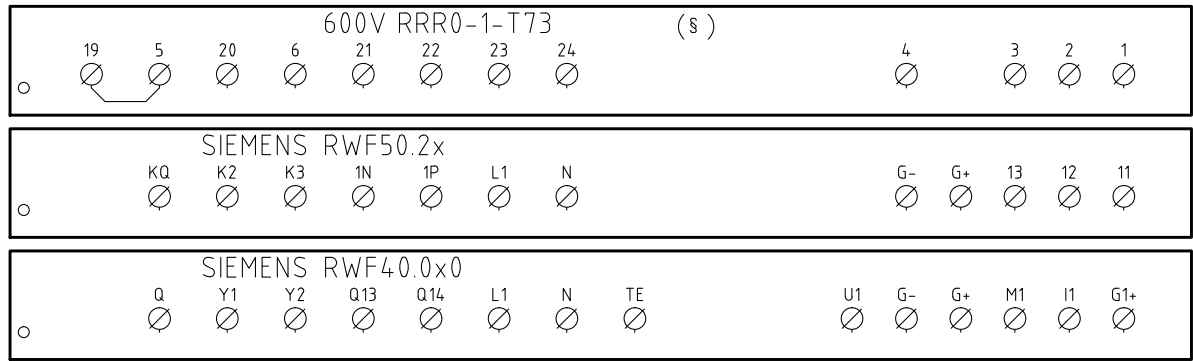 600V RRR0-1-T73 (§)
19 5 20 6 21 22 23 24 4 3 2 1
SIEMENS RWF50.2x
KQ K2 K3 1N 1P L1 N G- G+ 13 12 11
SIEMENS RWF40.0x0
Q Y1 Y2 Q13 Q14 L1 N TE U1 G- G+ M1 I1 G1+